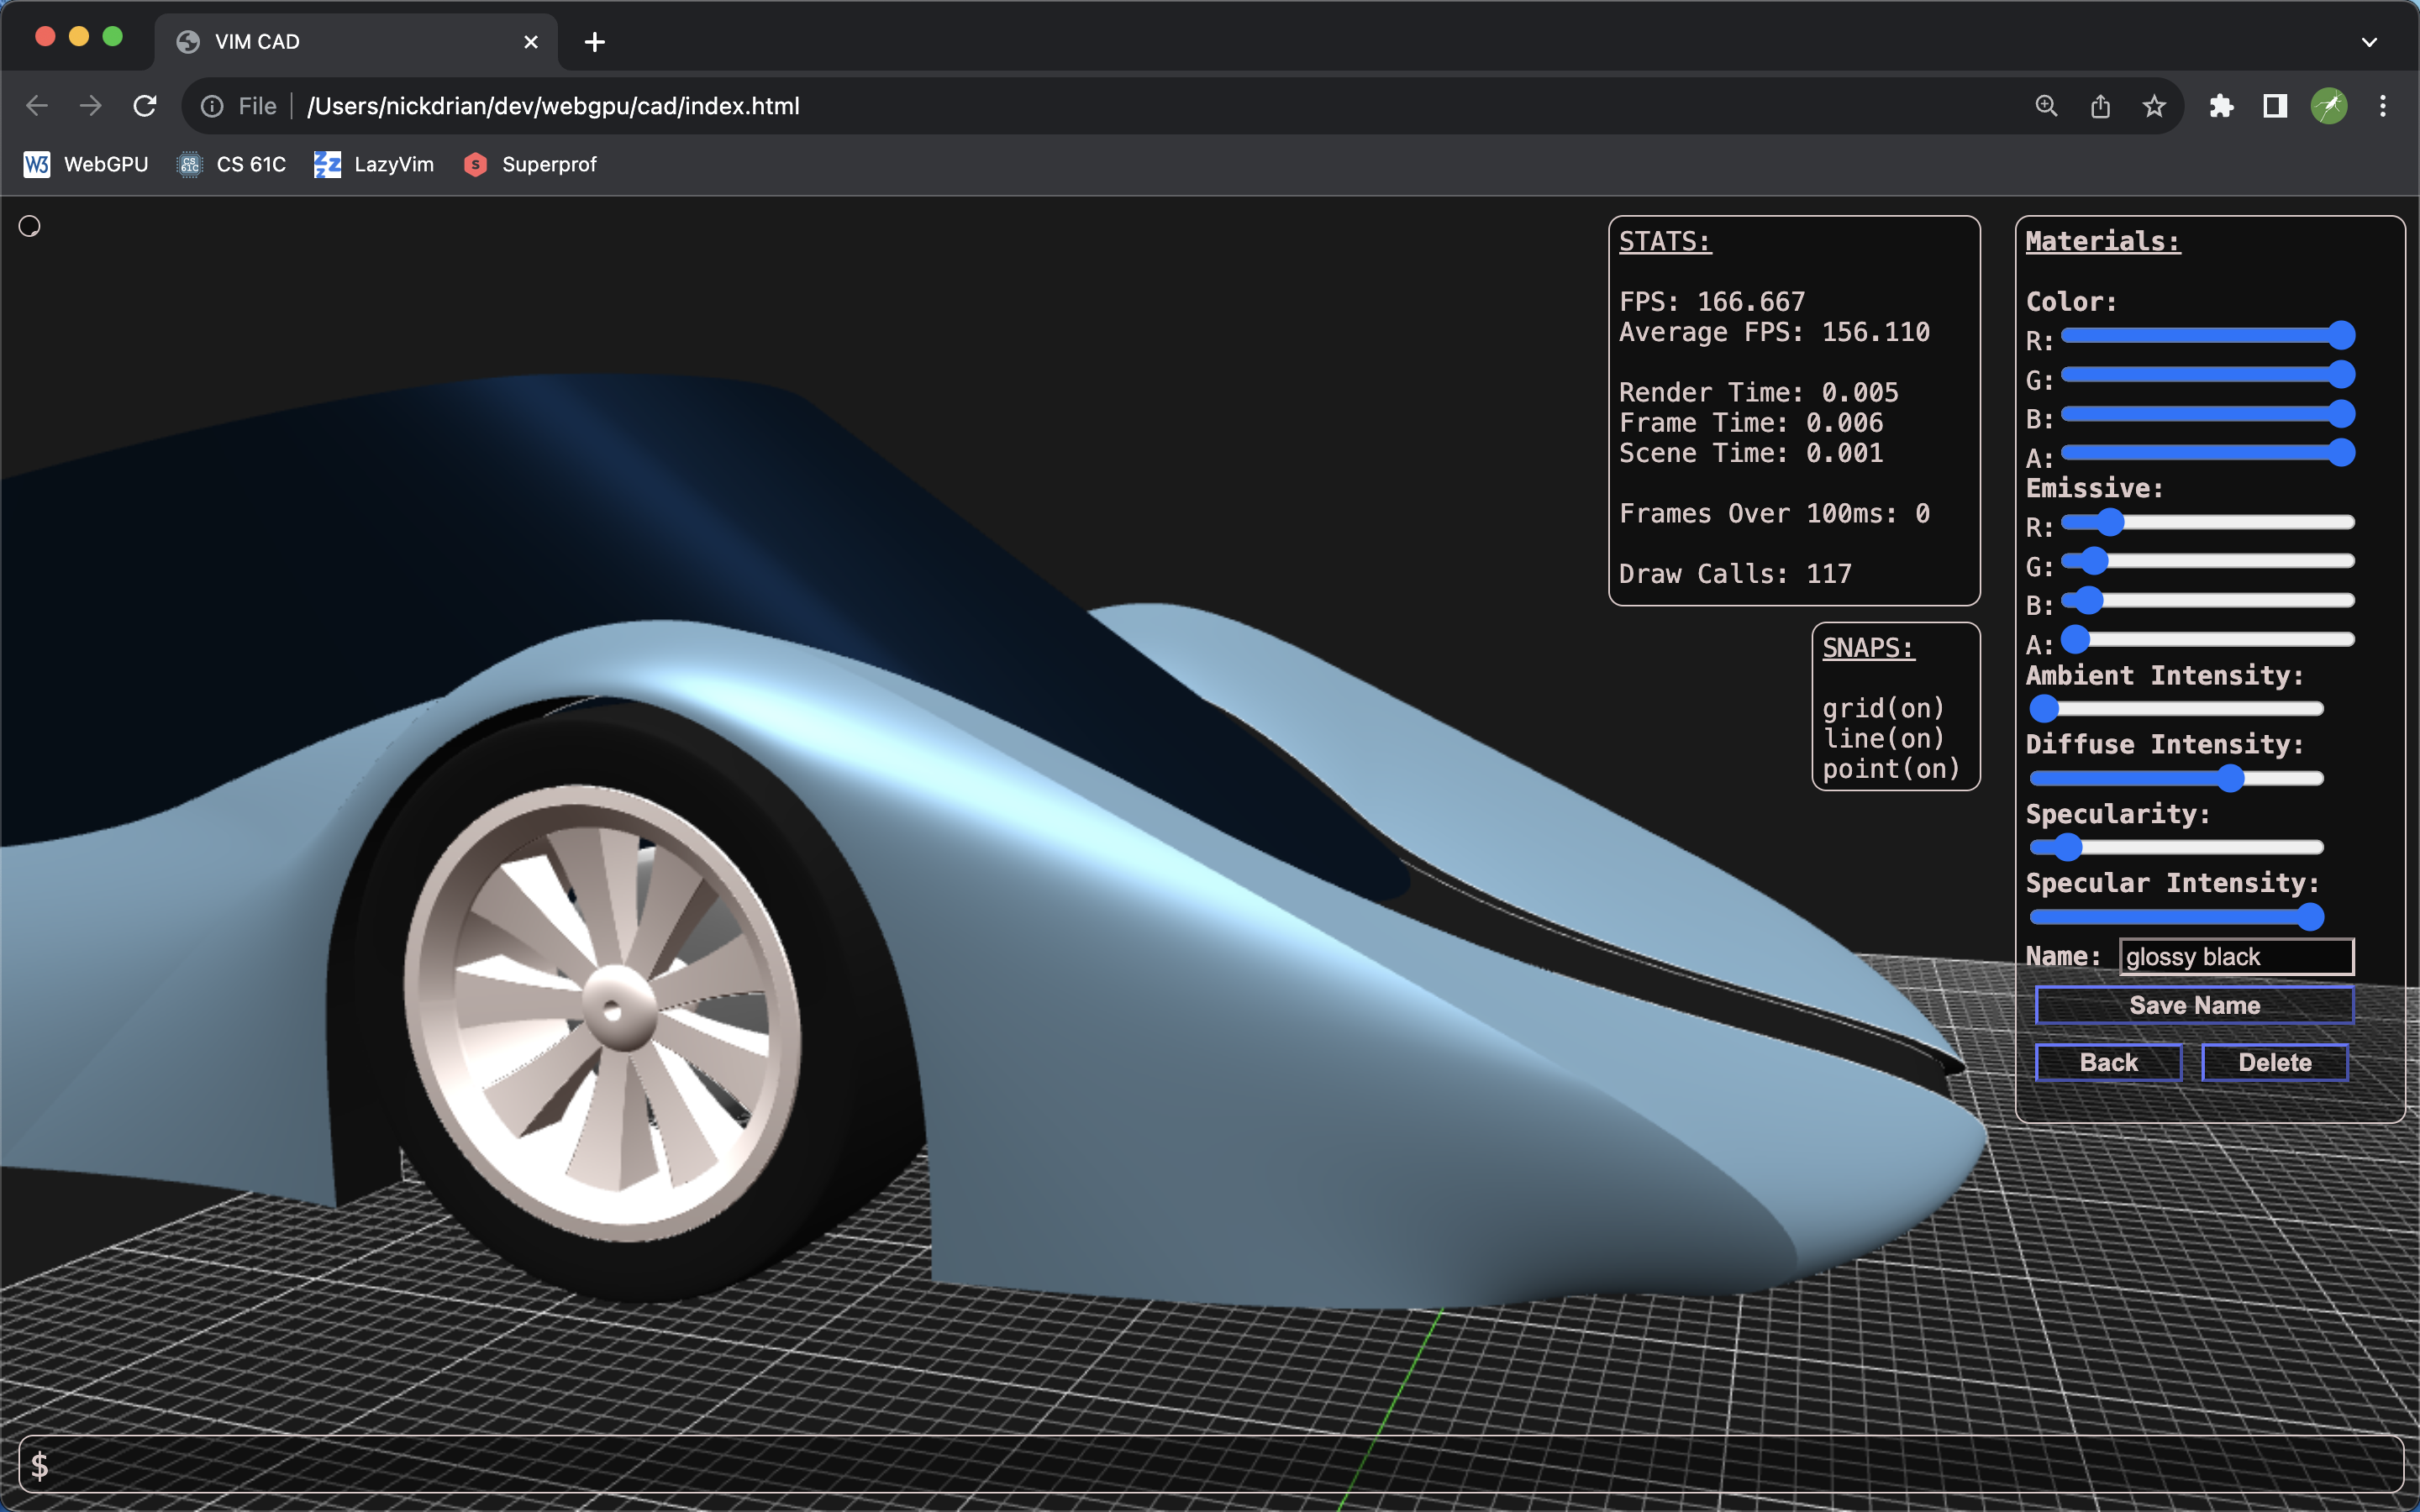 VIM CAD
File
/Users/nickdrian/dev/webgpu/cad/index.html
W3 WebGPU
CS 61C CS 61C
Z Z Z LazyVim
S Superprof
STATS:
FPS: 166.667
Average FPS: 156.110
Render Time: 0.005
Frame Time: 0.006
Scene Time: 0.001
Frames Over 100ms: 0
Draw Calls: 117
SNAPS:
grid(on)
line(on)
point(on)
Materials:
Color:
R:
G:
B:
A:
Emissive:
R:
G:
B:
A:
Ambient Intensity:
Diffuse Intensity:
Specularity:
Specular Intensity:
Name: glossy black
Save Name
Back Delete
$